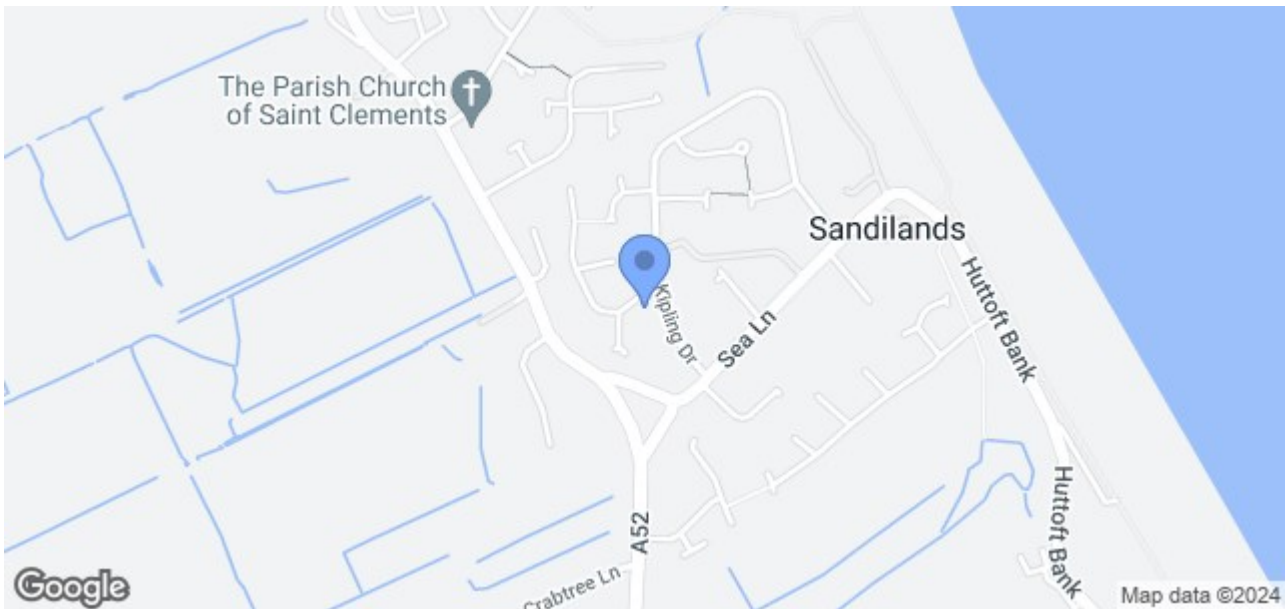 The Parish Church
of Saint Clements
Sandilands
Kipling Dr
Sea Ln
Huttoft Bank
A52
Huttoft Bank
Crabtree Ln
Google
Map data ©2024